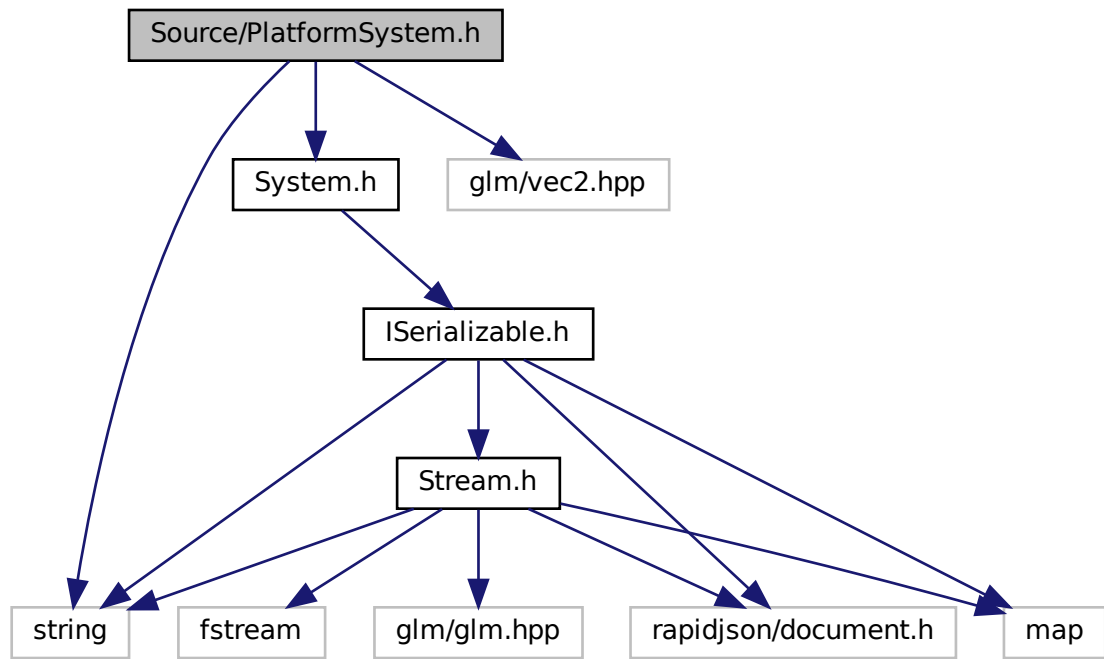 Source/PlatformSystem.h
System.h
glm/vec2.hpp
ISerializable.h
Stream.h
string
fstream
glm/glm.hpp
rapidjson/document.h
map